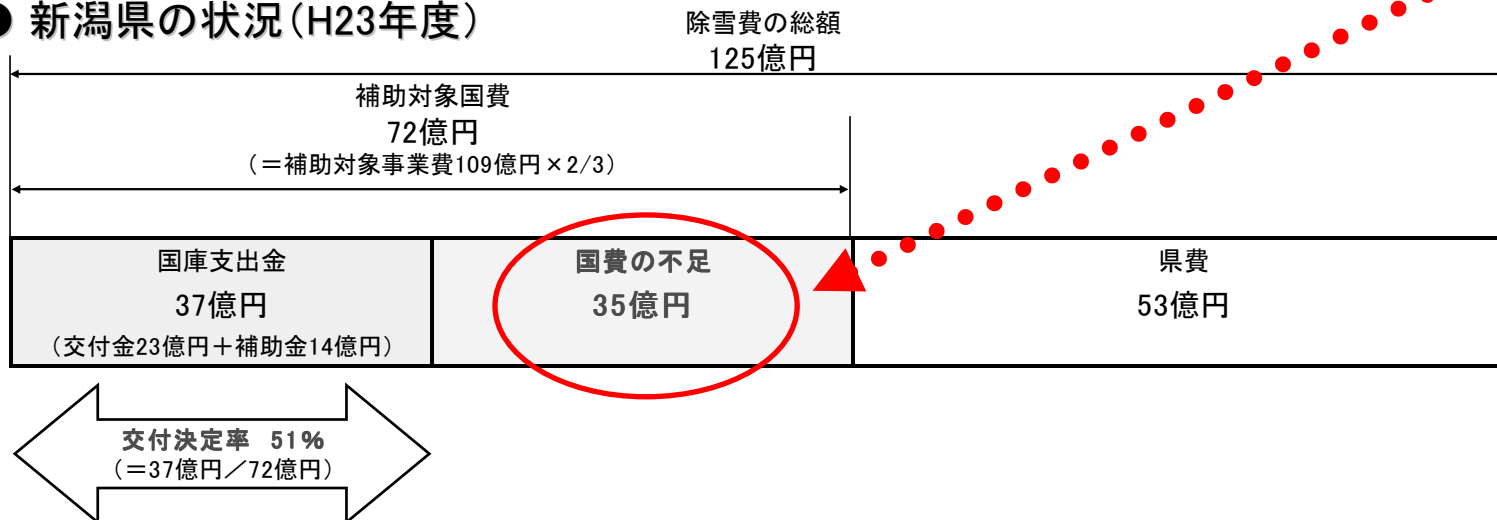 ● 新潟県の状況(H23年度)
除雪費の総額
125億円
補助対象国費
72億円
(=補助対象事業費109億円×2/3)
国庫支出金
37億円
(交付金23億円+補助金14億円)
国費の不足
35億円
県費
53億円
交付決定率 51%
(=37億円/72億円)